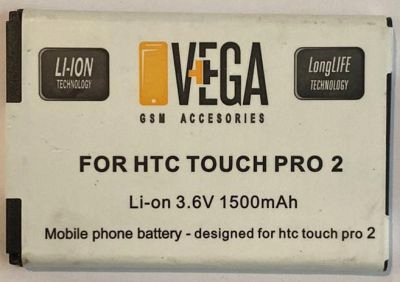 LI-ION
TECHNOLOGY
VEGA
GSM ACCESORIES
LongLIFE
TECHNOLOGY
FOR HTC TOUCH PRO 2
Li-on 3.6V 1500mAh
Mobile phone battery - designed for htc touch pro 2